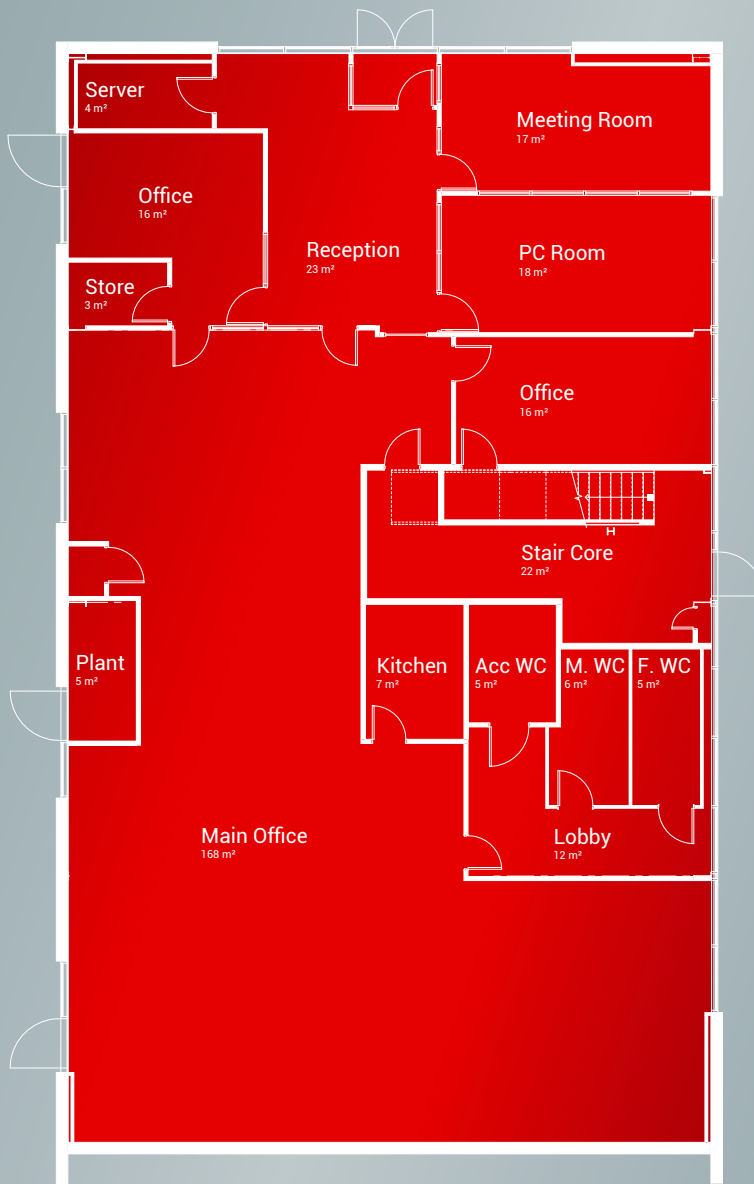 Server
4 m²
Meeting Room
17 m²
Office
16 m²
Reception
23 m²
PC Room
18 m²
Store
3 m²
Office
16 m²
H
Stair Core
22 m²
Plant
5 m²
Kitchen
7 m²
Acc WC
5 m²
M. WC
6 m²
F. WC
5 m²
Main Office
168 m²
Lobby
12 m²